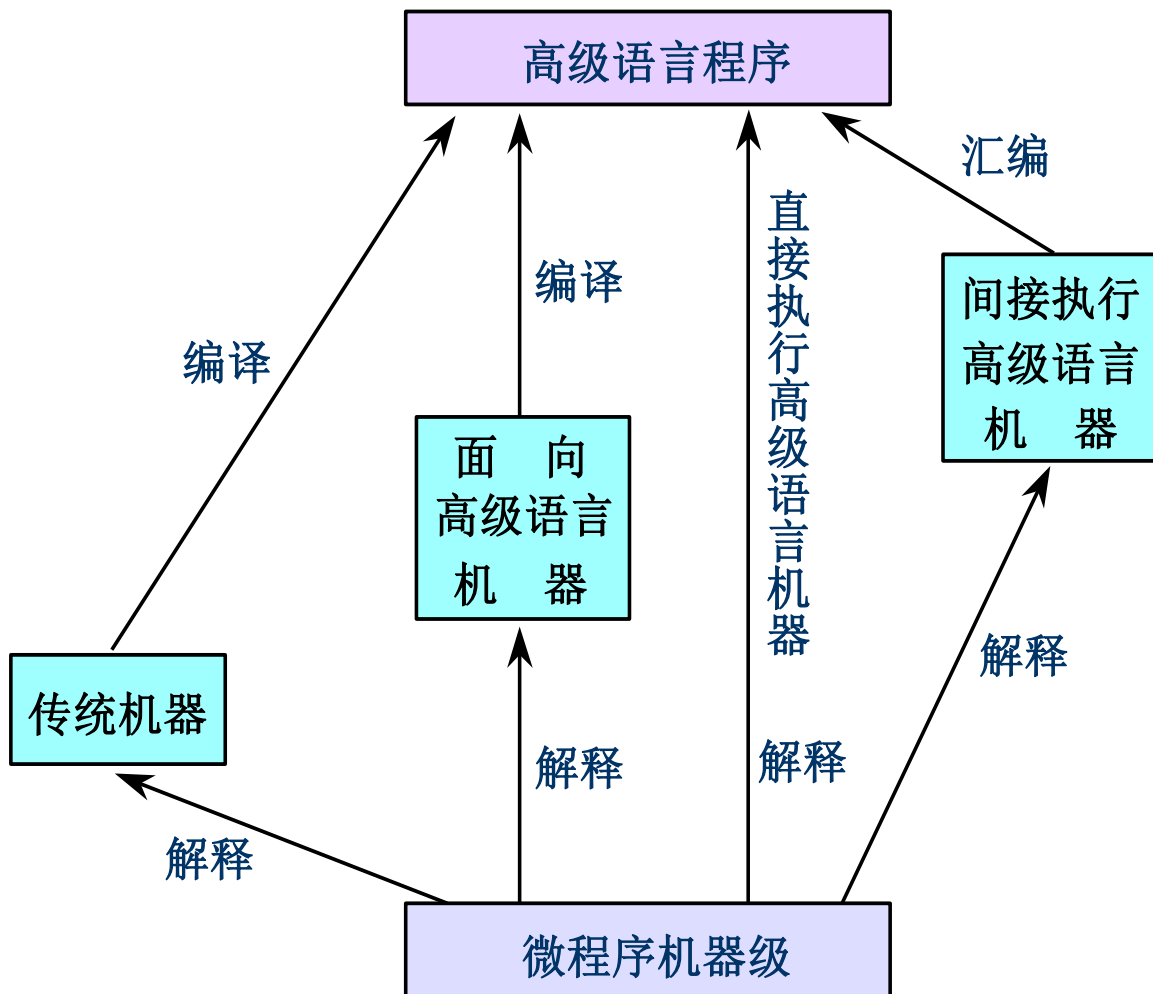 高级语言程序
汇编
直接执行高级语言机器
编译
间接执行
高级语言
机 器
编译
面 向
高级语言
机 器
解释
传统机器
解释
解释
解释
微程序机器级